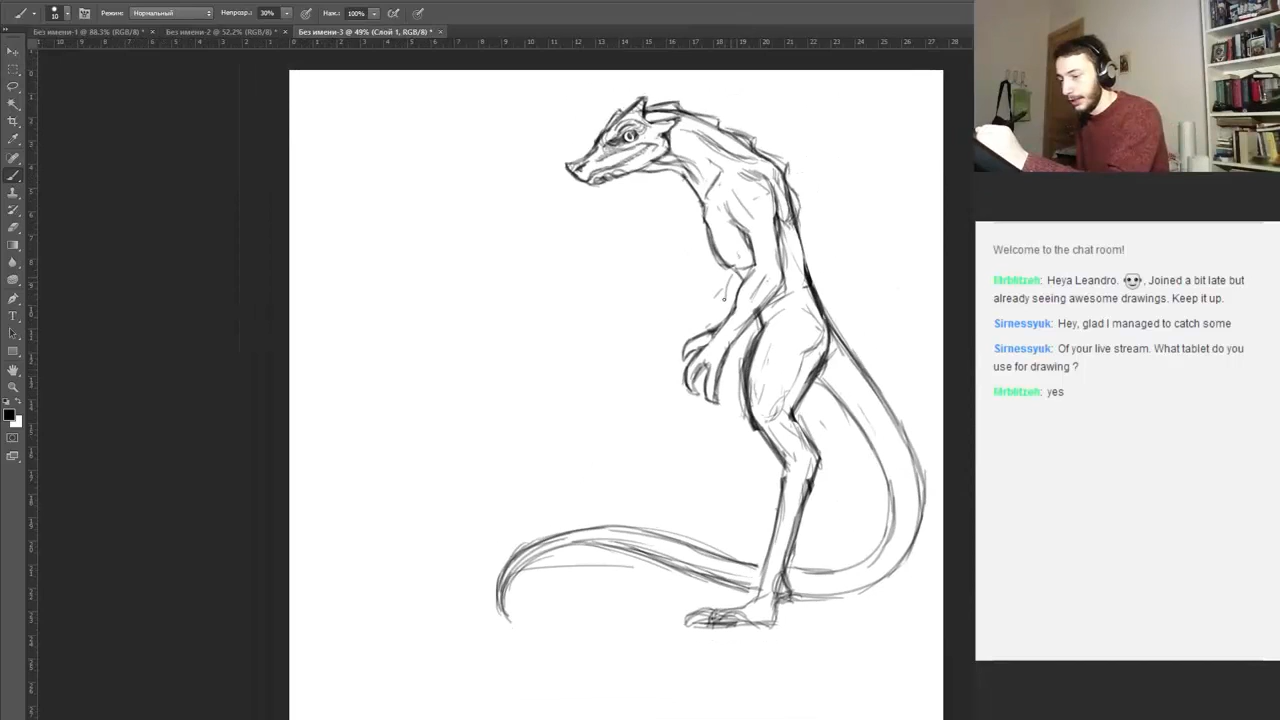 10 Режим: Нормальный Непрозр.: 30% Наж.: 100%
Без имени-1 @ 88.3% (RGB/8) * × Без имени-2 @ 52.2% (RGB/8) * × Без имени-3 @ 49% (Слой 1, RGB/8) * ×
Welcome to the chat room!
Mrblitzeh: Heya Leandro. Joined a bit late but
already seeing awesome drawings. Keep it up.
Sirnessyuk: Hey, glad I managed to catch some
Sirnessyuk: Of your live stream. What tablet do you
use for drawing ?
Mrblitzeh: yes